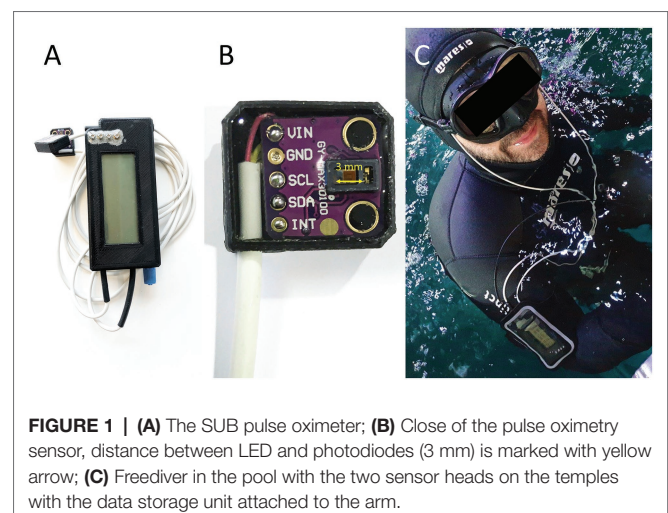 A
B
C
VIN
GND
SCL
SDA
INT
3 mm
mares
mares
FIGURE 1 | (A) The SUB pulse oximeter; (B) Close of the pulse oximetry
sensor, distance between LED and photodiodes (3 mm) is marked with yellow
arrow; (C) Freediver in the pool with the two sensor heads on the temples
with the data storage unit attached to the arm.